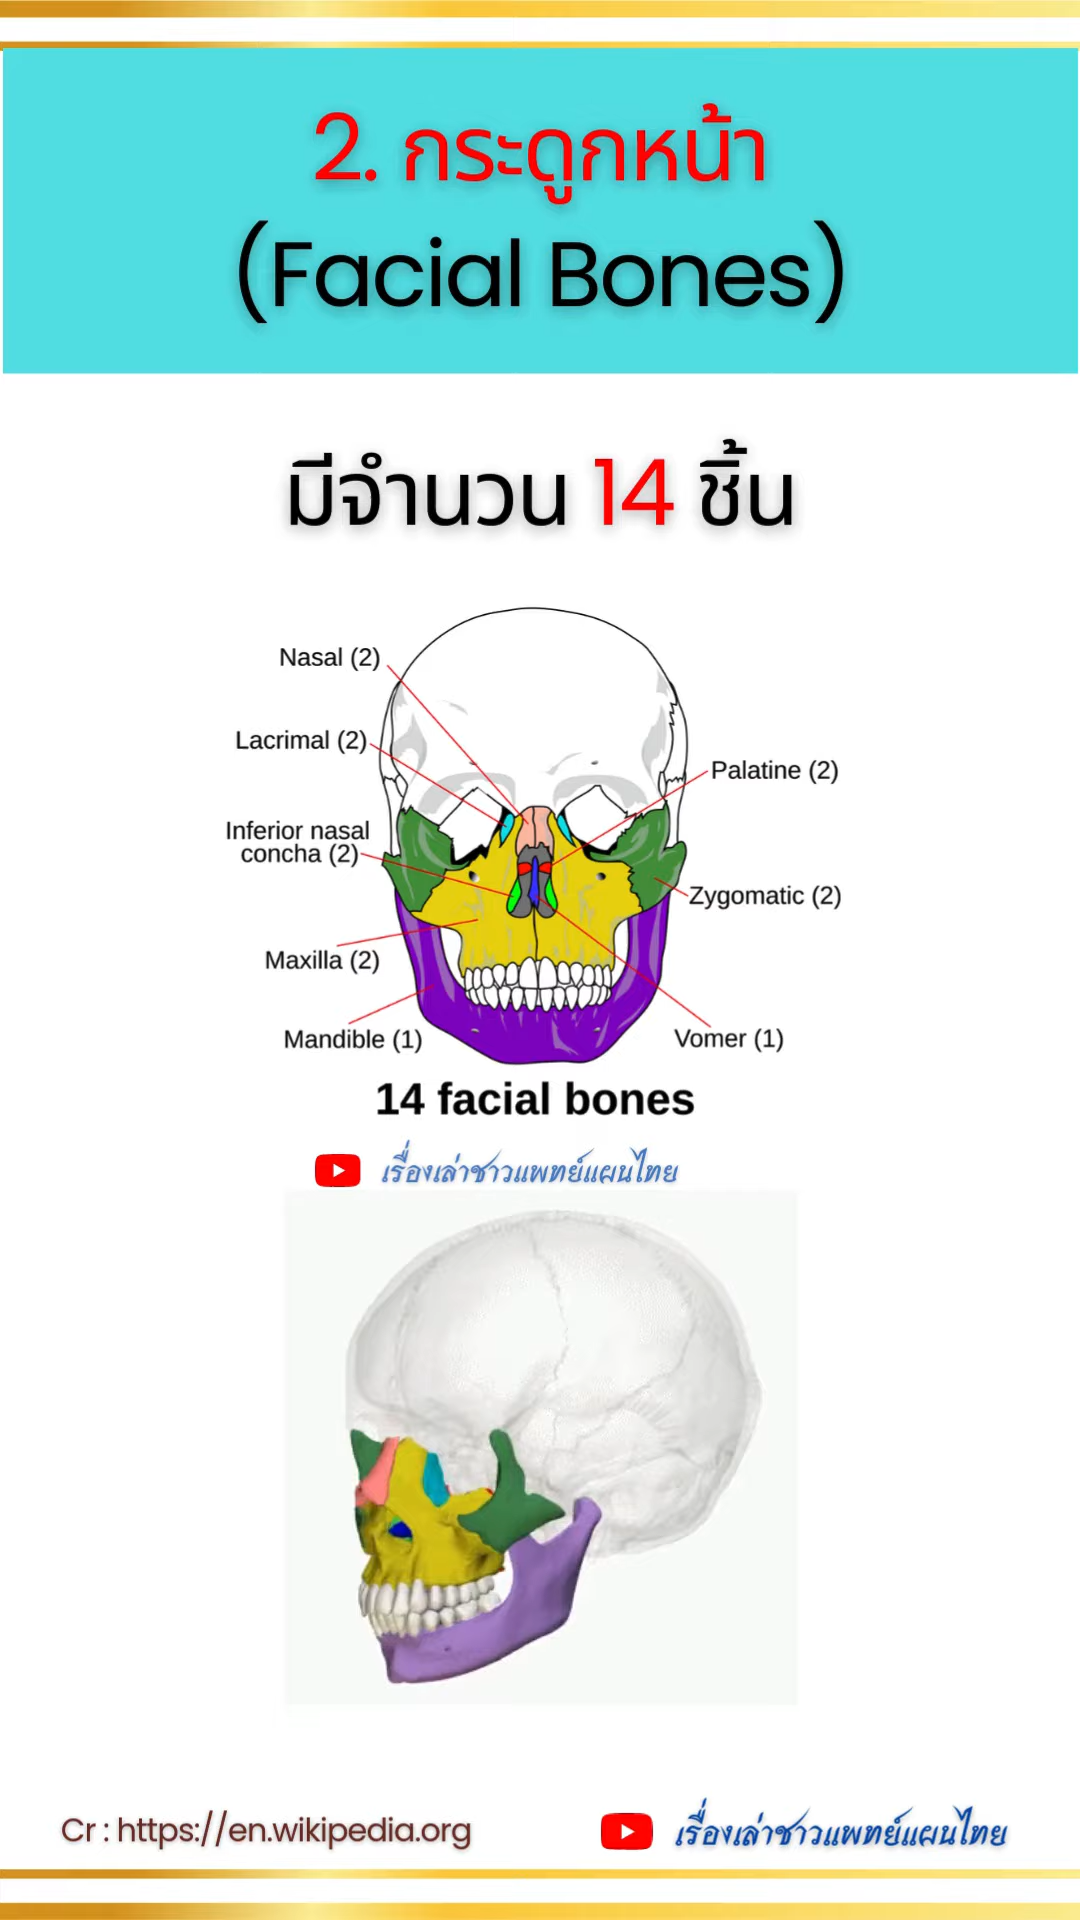 2. กระดูกหน้า
(Facial Bones)
มีจำนวน 14 ชิ้น
Nasal (2)
Lacrimal (2)
Palatine (2)
Inferior nasal
concha (2)
Zygomatic (2)
Maxilla (2)
Mandible (1)
Vomer (1)
14 facial bones
เรื่องเล่าชาวแพทย์แผนไทย
Cr : https://en.wikipedia.org
เรื่องเล่าชาวแพทย์แผนไทย